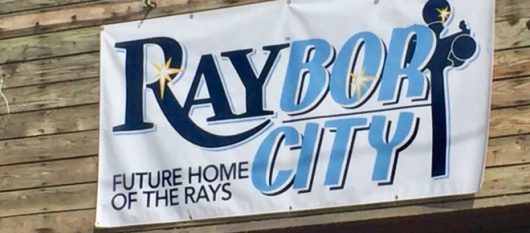 RAYBOR
CITY
FUTURE HOME
OF THE RAYS